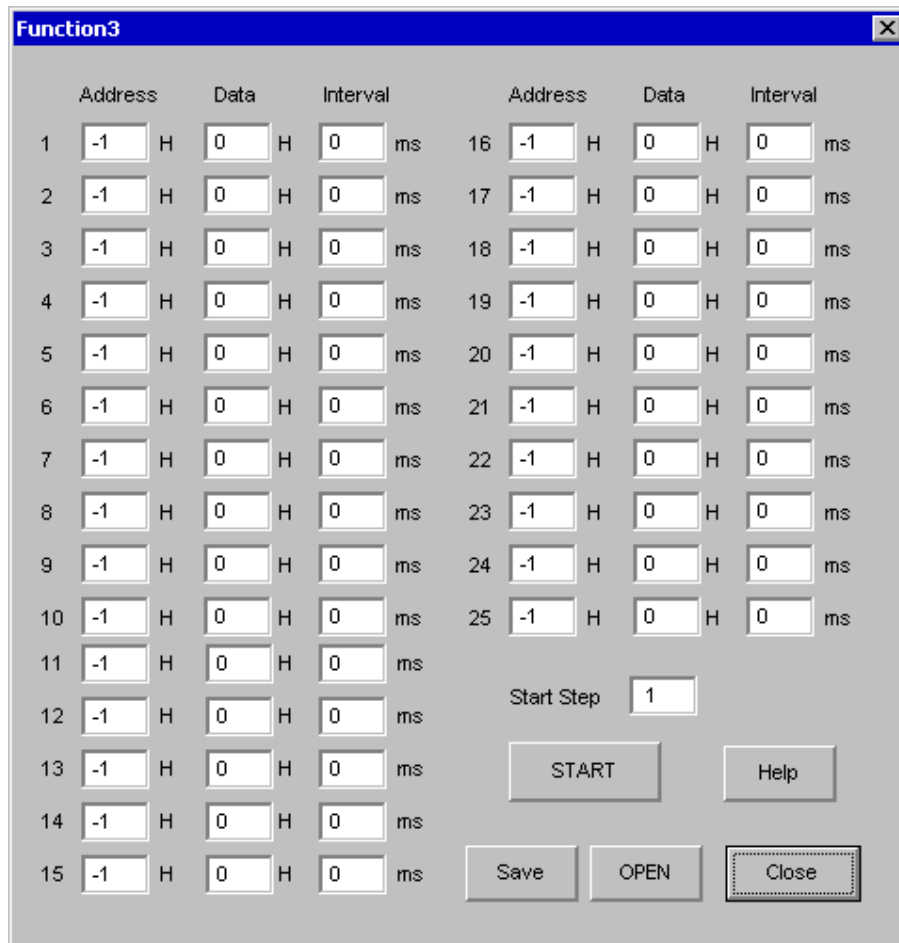 Function3
Address Data Interval Address Data Interval
1 -1 H 0 H 0 ms 16 -1 H 0 H 0 ms
2 -1 H 0 H 0 ms 17 -1 H 0 H 0 ms
3 -1 H 0 H 0 ms 18 -1 H 0 H 0 ms
4 -1 H 0 H 0 ms 19 -1 H 0 H 0 ms
5 -1 H 0 H 0 ms 20 -1 H 0 H 0 ms
6 -1 H 0 H 0 ms 21 -1 H 0 H 0 ms
7 -1 H 0 H 0 ms 22 -1 H 0 H 0 ms
8 -1 H 0 H 0 ms 23 -1 H 0 H 0 ms
9 -1 H 0 H 0 ms 24 -1 H 0 H 0 ms
10 -1 H 0 H 0 ms 25 -1 H 0 H 0 ms
11 -1 H 0 H 0 ms
Start Step 1
12 -1 H 0 H 0 ms
13 -1 H 0 H 0 ms
START Help
14 -1 H 0 H 0 ms
15 -1 H 0 H 0 ms
Save OPEN Close